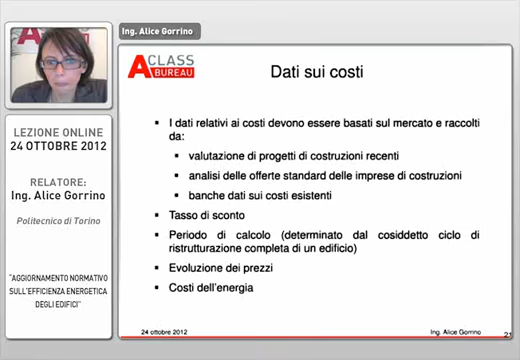 Ing. Alice Gorrino
A CLASS
BUREAU
Dati sui costi
LEZIONE ONLINE
24 OTTOBRE 2012
RELATORE:
Ing. Alice Gorrino
Politecnico di Torino
"AGGIORNAMENTO NORMATIVO
SULL'EFFICIENZA ENERGETICA
DEGLI EDIFICI"
▪ I dati relativi ai costi devono essere basati sul mercato e raccolti
da:
▪ valutazione di progetti di costruzioni recenti
▪ analisi delle offerte standard delle imprese di costruzioni
▪ banche dati sui costi esistenti
▪ Tasso di sconto
▪ Periodo di calcolo (determinato dal cosiddetto ciclo di
ristrutturazione completa di un edificio)
▪ Evoluzione dei prezzi
▪ Costi dell'energia
24 ottobre 2012
Ing. Alice Gorrino
21